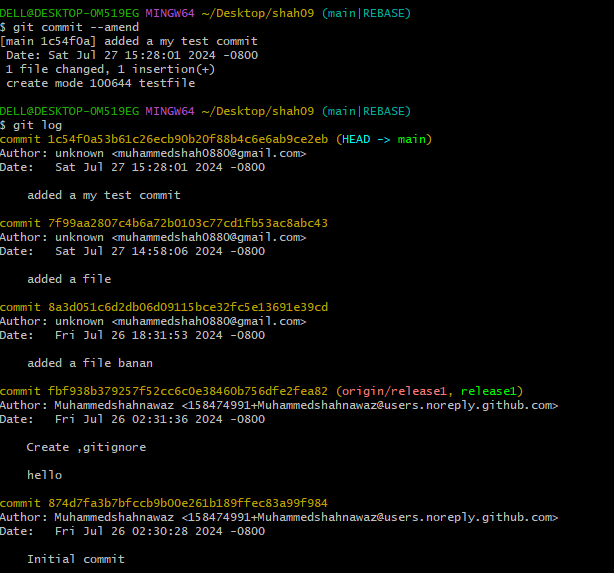 DELL@DESKTOP-OM519EG MINGW64 ~/Desktop/shah09 (main|REBASE)
$ git commit --amend
[main 1c54f0a] added a my test commit
 Date: Sat Jul 27 15:28:01 2024 -0800
 1 file changed, 1 insertion(+)
 create mode 100644 testfile

DELL@DESKTOP-OM519EG MINGW64 ~/Desktop/shah09 (main|REBASE)
$ git log
commit 1c54f0a53b61c26ecb90b20f88b4c6e6ab9ce2eb (HEAD -> main)
Author: unknown <muhammedshah0880@gmail.com>
Date:   Sat Jul 27 15:28:01 2024 -0800

    added a my test commit

commit 7f99aa2807c4b6a72b0103c77cd1fb53ac8abc43
Author: unknown <muhammedshah0880@gmail.com>
Date:   Sat Jul 27 14:58:06 2024 -0800

    added a file

commit 8a3d051c6d2db06d09115bce32fc5e13691e39cd
Author: unknown <muhammedshah0880@gmail.com>
Date:   Fri Jul 26 18:31:53 2024 -0800

    added a file banan

commit fbf938b379257f52cc6c0e38460b756dfe2fea82 (origin/release1, release1)
Author: Muhammedshahnawaz <158474991+Muhammedshahnawaz@users.noreply.github.com>
Date:   Fri Jul 26 02:31:36 2024 -0800

    Create ,gitignore

    hello

commit 874d7fa3b7bfccb9b00e261b189ffec83a99f984
Author: Muhammedshahnawaz <158474991+Muhammedshahnawaz@users.noreply.github.com>
Date:   Fri Jul 26 02:30:28 2024 -0800

    Initial commit